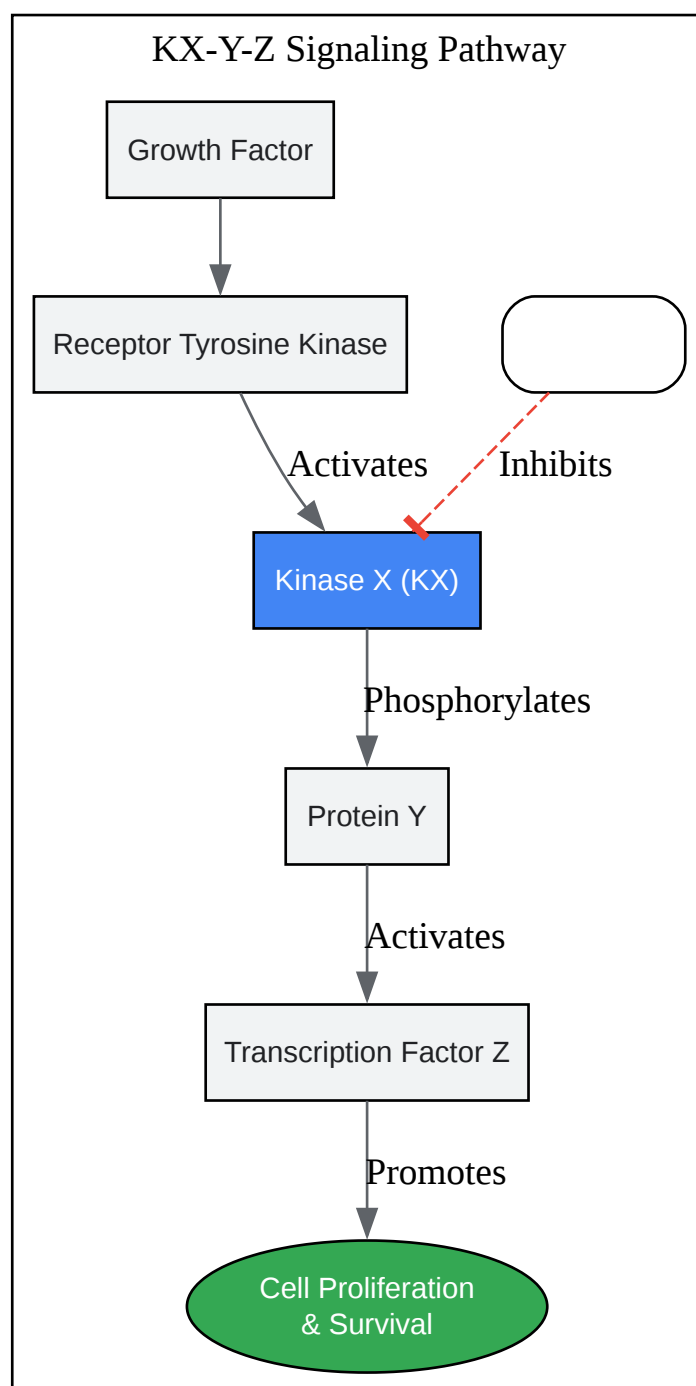 KX-Y-Z Signaling Pathway
Growth Factor
Receptor Tyrosine Kinase
Activates
Inhibits
Kinase X (KX)
Phosphorylates
Protein Y
Activates
Transcription Factor Z
Promotes
Cell Proliferation
& Survival